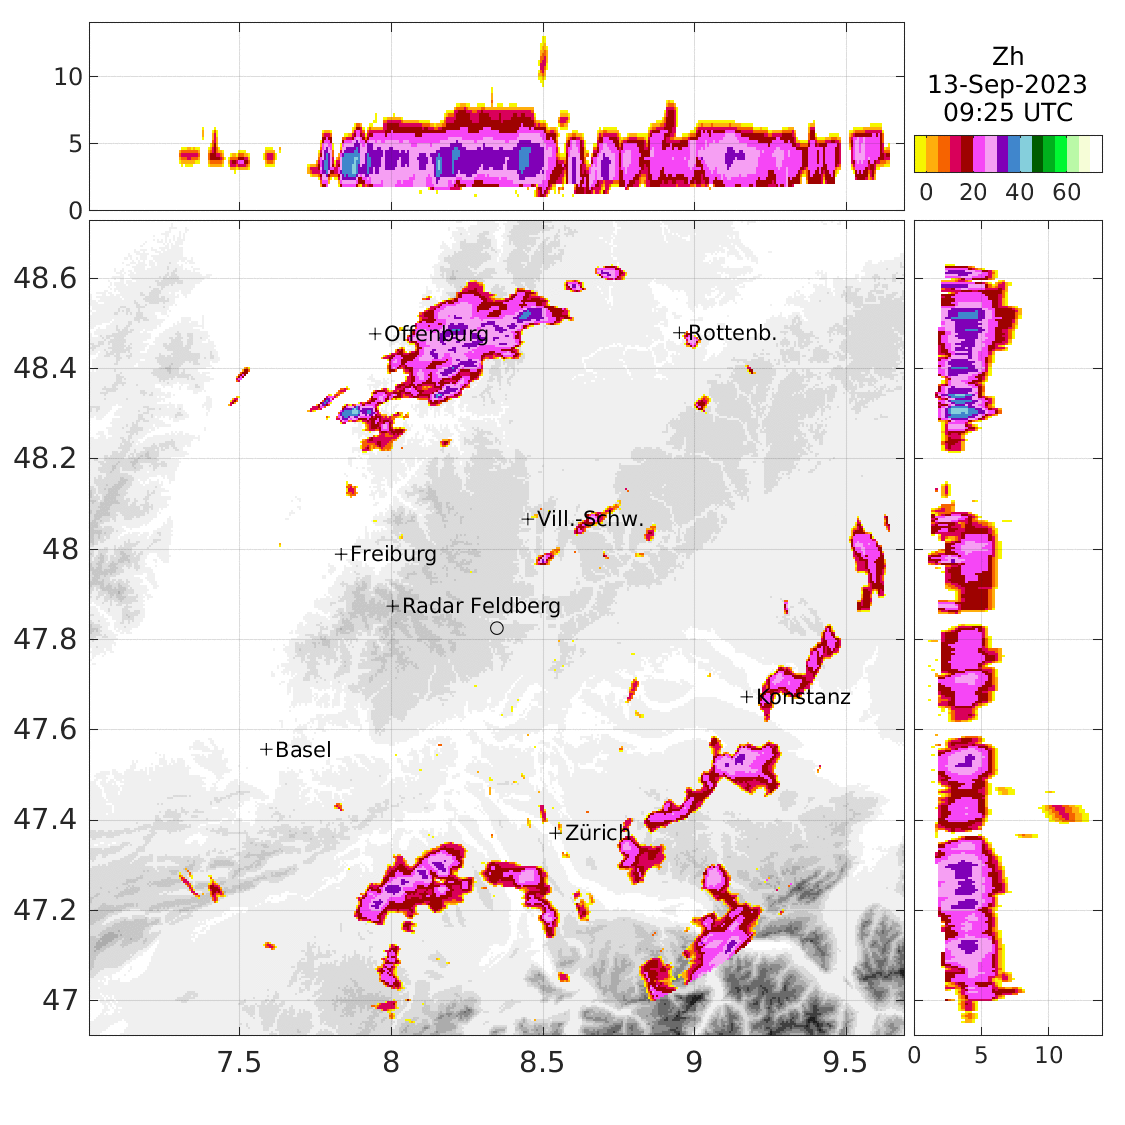 10
5
0
Zh
13-Sep-2023
09:25 UTC
0 20 40 60
48.6
Offenburg
Rottenb.
48.4
48.2
Vill.-Schw.
48
Freiburg
Radar Feldberg
47.8
Konstanz
47.6
Basel
47.4
Zürich
47.2
47
7.5 8 8.5 9 9.5
0 5 10